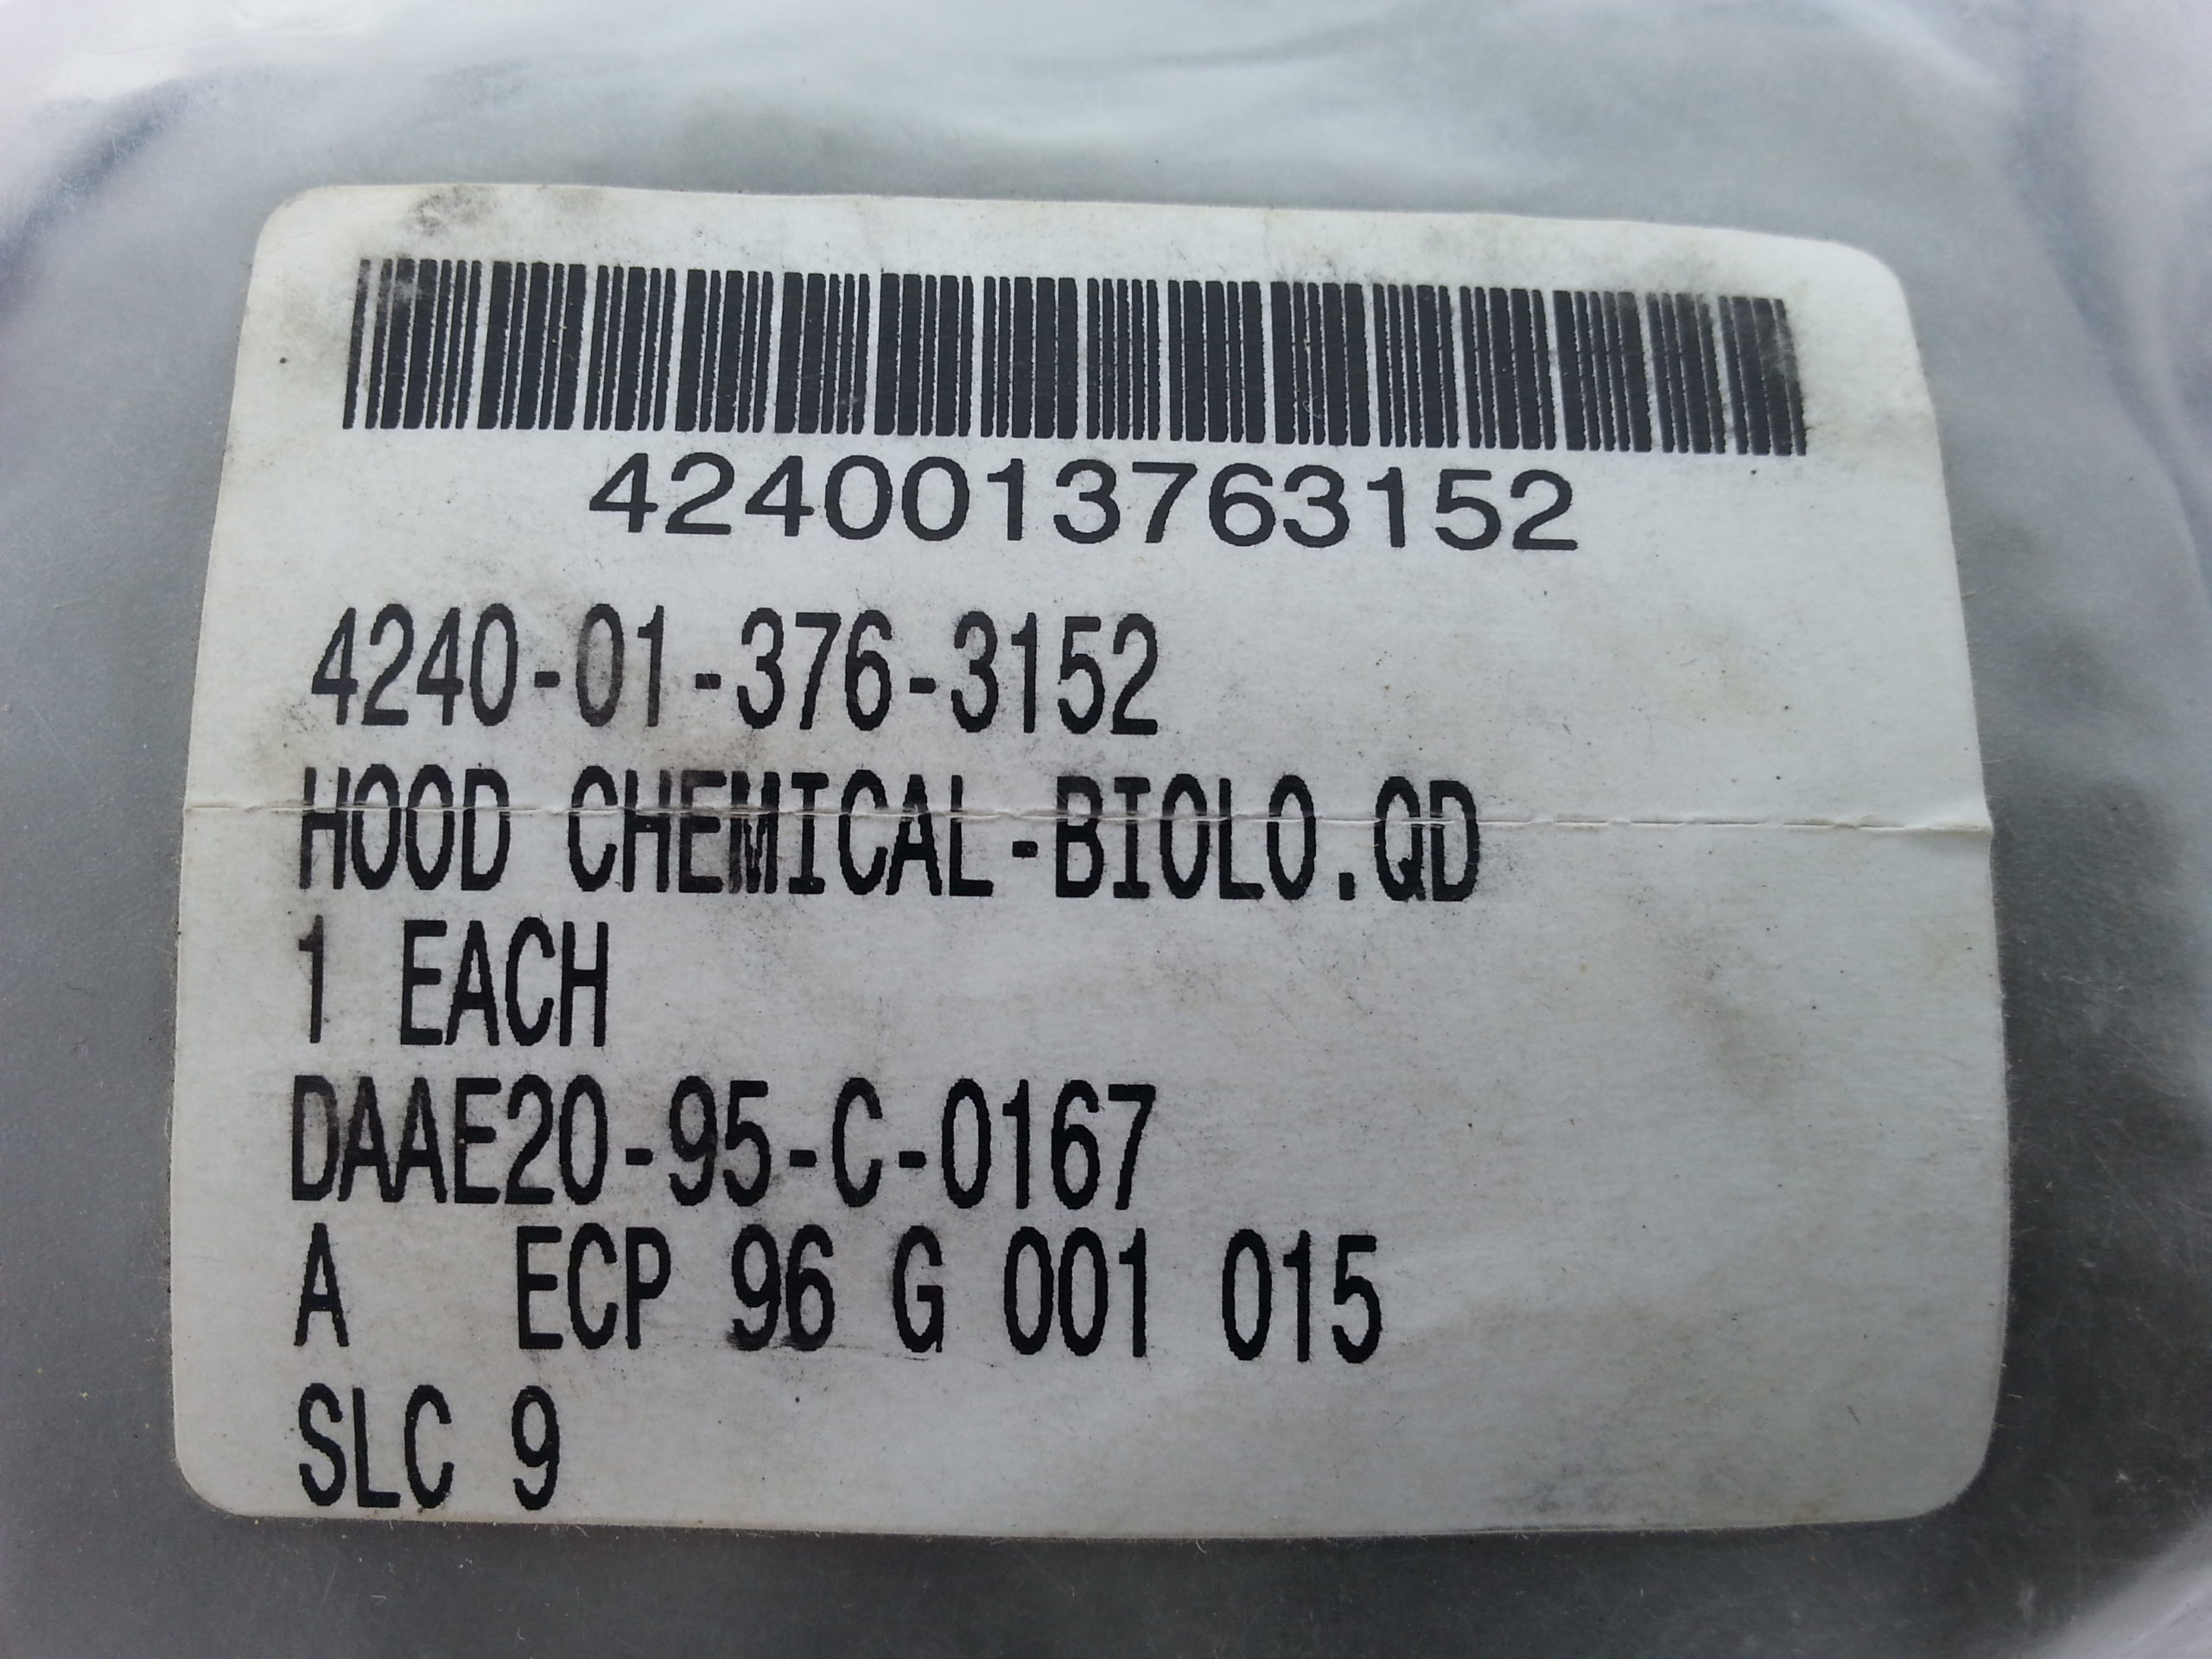 4240013763152
4240-01-376-3152
HOOD CHEMICAL-BIOLO.QD
1 EACH
DAAE20-95-C-0167
A ECP 96 G 001 015
SLC 9